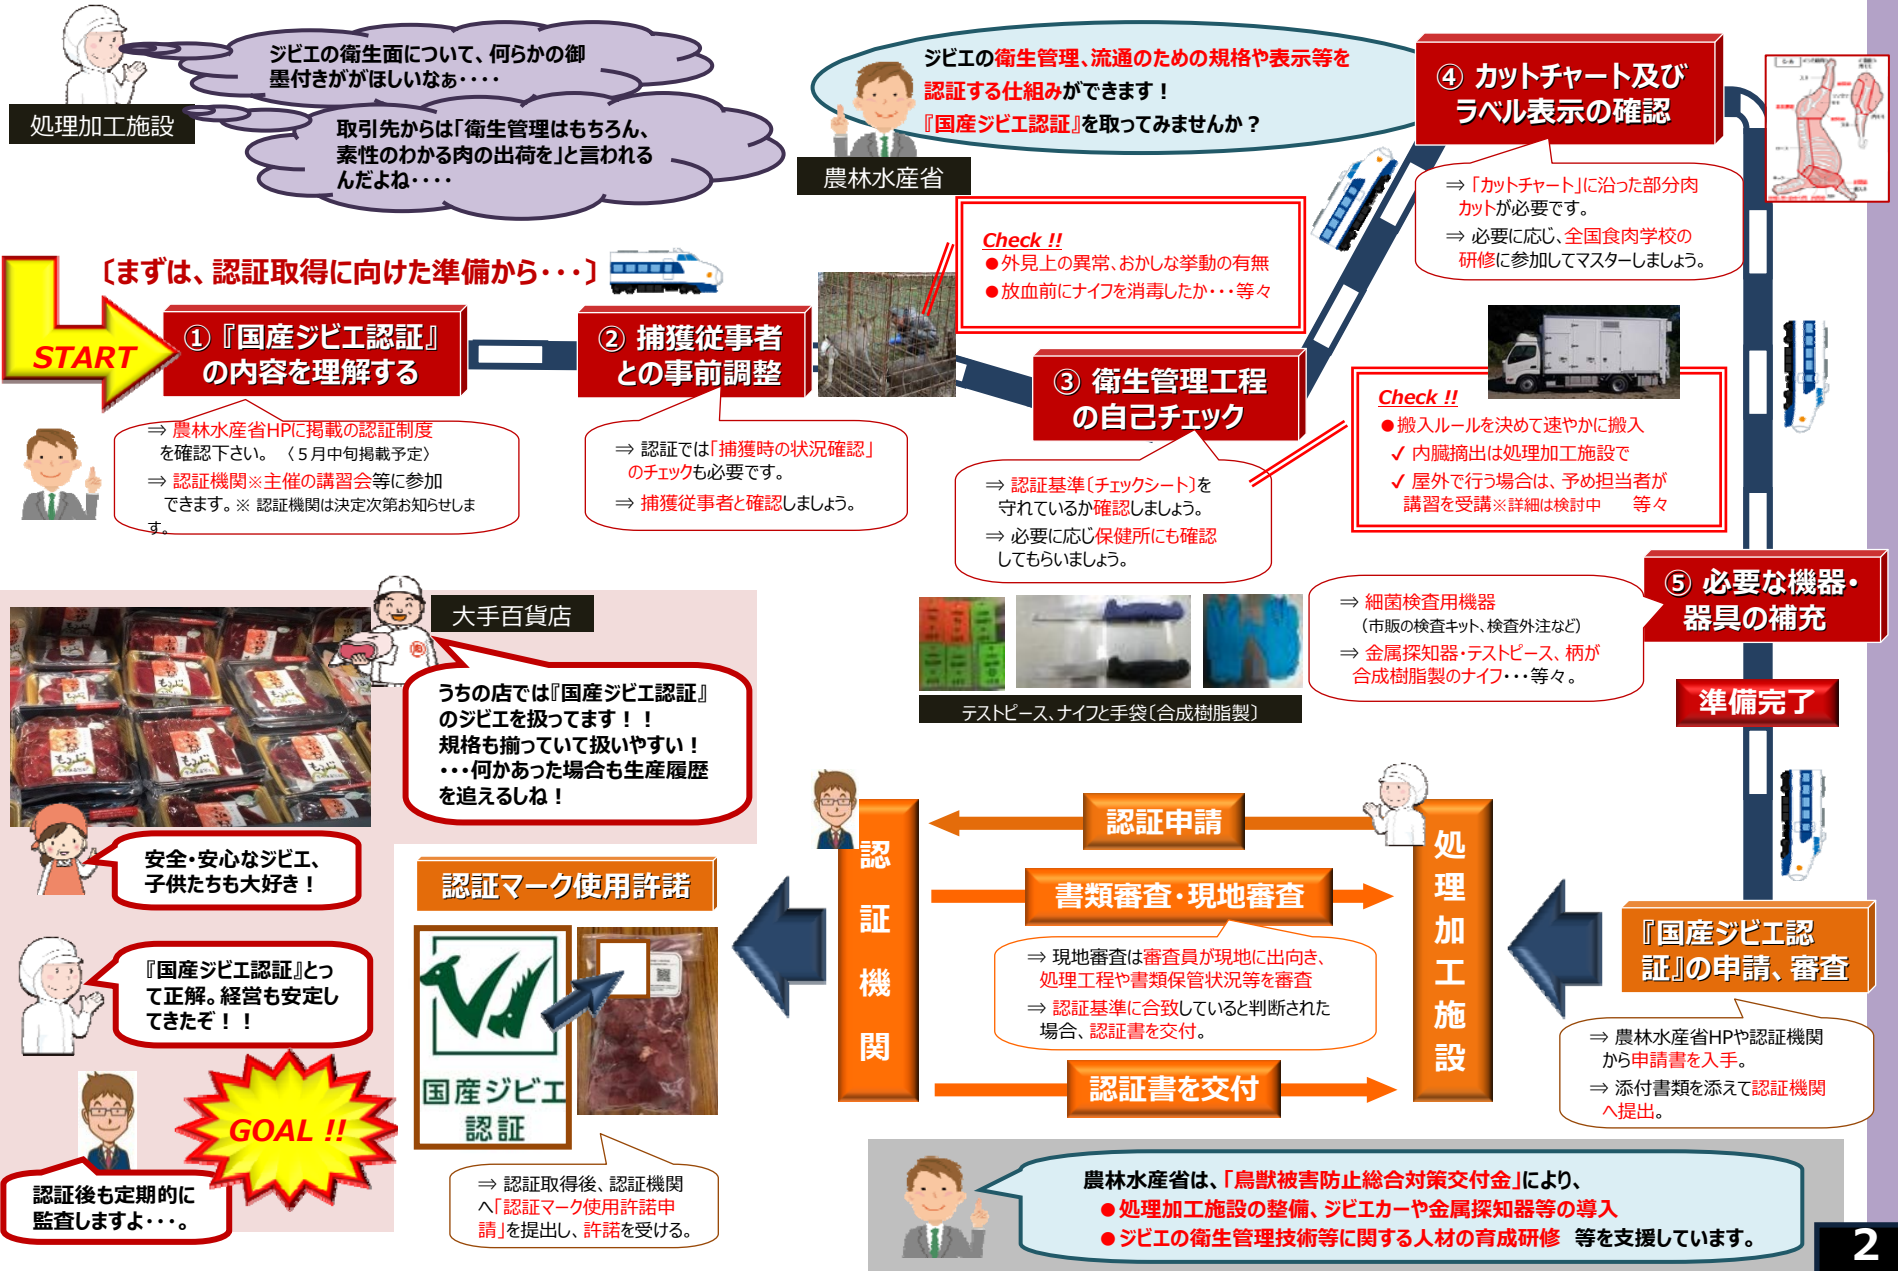 ジビエの衛生面について、何らかの御
墨付きががほしいなぁ････
処理加工施設
取引先からは「衛生管理はもちろん、
素性のわかる肉の出荷を」と言われる
んだよね････
ジビエの衛生管理、流通のための規格や表示等を
認証する仕組みができます！
『国産ジビエ認証』を取ってみませんか？
農林水産省
〔まずは、認証取得に向けた準備から･･･〕
START
①『国産ジビエ認証』
の内容を理解する
⇒ 農林水産省HPに掲載の認証制度
を確認下さい。〈５月中旬掲載予定〉
⇒ 認証機関※主催の講習会等に参加
できます。※ 認証機関は決定次第お知らせしま
す。
② 捕獲従事者
との事前調整
⇒ 認証では「捕獲時の状況確認」
のチェックも必要です。
⇒ 捕獲従事者と確認しましょう。
Check !!
●外見上の異常、おかしな挙動の有無
●放血前にナイフを消毒したか･･･等々
③ 衛生管理工程
の自己チェック
⇒ 認証基準〔チェックシート〕を
守れているか確認しましょう。
⇒ 必要に応じ保健所にも確認
してもらいましょう。
Check !!
●搬入ルールを決めて速やかに搬入
✓ 内臓摘出は処理加工施設で
✓ 屋外で行う場合は、予め担当者が
講習を受講※詳細は検討中 等々
④ カットチャート及び
ラベル表示の確認
⇒「カットチャート」に沿った部分肉
カットが必要です。
⇒ 必要に応じ、全国食肉学校の
研修に参加してマスターしましょう。
⑤ 必要な機器・
器具の補充
⇒ 細菌検査用機器
（市販の検査キット、検査外注など）
⇒ 金属探知器・テストピース、柄が
合成樹脂製のナイフ･･･等々。
テストピース、ナイフと手袋〔合成樹脂製〕
準備完了
『国産ジビエ認
証』の申請、審査
⇒ 農林水産省HPや認証機関
から申請書を入手。
⇒ 添付書類を添えて認証機関
へ提出。
処理加工施設
認証申請
書類審査・現地審査
⇒ 現地審査は審査員が現地に出向き、
処理工程や書類保管状況等を審査
⇒ 認証基準に合致していると判断された
場合、認証書を交付。
認証書を交付
認証機関
認証マーク使用許諾
国産ジビエ
認証
⇒ 認証取得後、認証機関
へ「認証マーク使用許諾申
請」を提出し、許諾を受ける。
大手百貨店
うちの店では『国産ジビエ認証』
のジビエを扱ってます！！
規格も揃っていて扱いやすい！
･･･何かあった場合も生産履歴
を追えるしね！
もみじ
安全・安心なジビエ、
子供たちも大好き！
『国産ジビエ認証』とっ
て正解。経営も安定し
てきたぞ！！
GOAL !!
認証後も定期的に
監査しますよ･･･。
農林水産省は、「鳥獣被害防止総合対策交付金」により、
●処理加工施設の整備、ジビエカーや金属探知器等の導入
●ジビエの衛生管理技術等に関する人材の育成研修 等を支援しています。
2